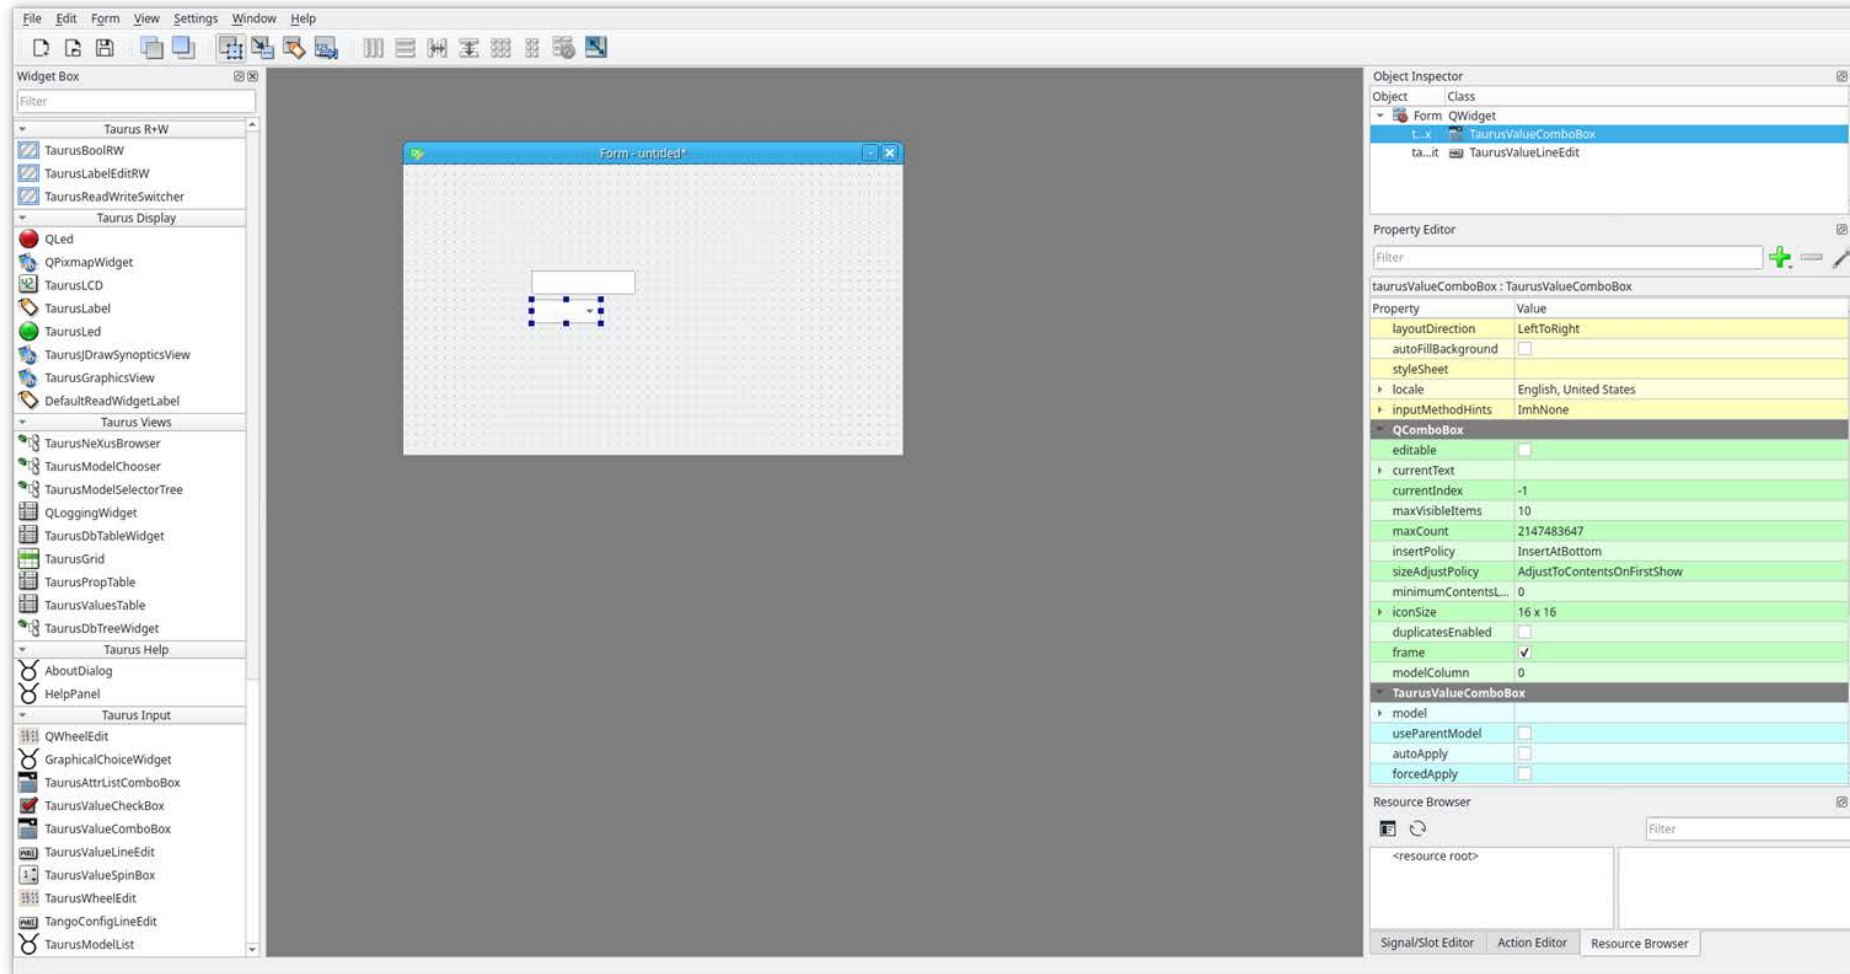 File Edit Form View Settings Window Help
Widget Box
Filter
Taurus R+W
TaurusBoolRW
TaurusLabelEditRW
TaurusReadWriteSwitcher
Taurus Display
QLed
QPixmapWidget
TaurusLCD
TaurusLabel
TaurusLed
TaurusJDrawSynopticsView
TaurusGraphicsView
DefaultReadWidgetLabel
Taurus Views
TaurusNeXusBrowser
TaurusModelChooser
TaurusModelSelectorTree
QLoggingWidget
TaurusDbTableWidget
TaurusGrid
TaurusPropTable
TaurusValuesTable
TaurusDbTreeWidget
Taurus Help
AboutDialog
HelpPanel
Taurus Input
QWheelEdit
GraphicalChoiceWidget
TaurusAttrListComboBox
TaurusValueCheckBox
TaurusValueComboBox
TaurusValueLineEdit
TaurusValueSpinBox
TaurusWheelEdit
TangoConfigLineEdit
TaurusModelList
Form - untitled*
Object Inspector
Object Class
Form QWidget
t...x TaurusValueComboBox
ta...it TaurusValueLineEdit
Property Editor
Filter
taurusValueComboBox : TaurusValueComboBox
Property Value
layoutDirection LeftToRight
autoFillBackground
styleSheet
locale English, United States
inputMethodHints ImhNone
QComboBox
editable
currentText
currentIndex -1
maxVisibleItems 10
maxCount 2147483647
insertPolicy InsertAtBottom
sizeAdjustPolicy AdjustToContentsOnFirstShow
minimumContentsL... 0
iconSize 16 x 16
duplicatesEnabled
frame
modelColumn 0
TaurusValueComboBox
model
useParentModel
autoApply
forcedApply
Resource Browser
Filter
<resource root>
Signal/Slot Editor Action Editor Resource Browser